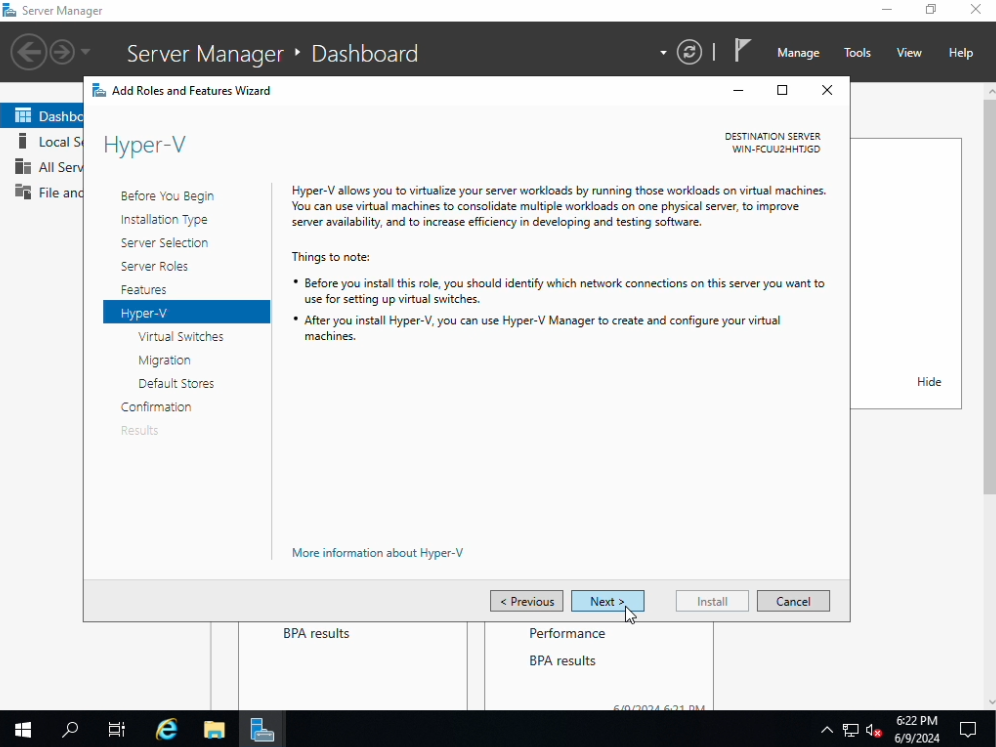 Server Manager
Server Manager
Dashboard
Manage
Tools
View
Help
Add Roles and Features Wizard
Hyper-V
DESTINATION SERVER
WIN-FCUU2HHTJGD
Before You Begin
Installation Type
Server Selection
Server Roles
Features
Hyper-V
Virtual Switches
Migration
Default Stores
Confirmation
Results
Hyper-V allows you to virtualize your server workloads by running those workloads on virtual machines.
You can use virtual machines to consolidate multiple workloads on one physical server, to improve
server availability, and to increase efficiency in developing and testing software.
Things to note:
• Before you install this role, you should identify which network connections on this server you want to
use for setting up virtual switches.
• After you install Hyper-V, you can use Hyper-V Manager to create and configure your virtual
machines.
More information about Hyper-V
< Previous
Next >
Install
Cancel
Dashbo
Local Se
All Serv
File and
Hide
BPA results
Performance
BPA results
6/9/2024 6:21 PM
6:22 PM
6/9/2024